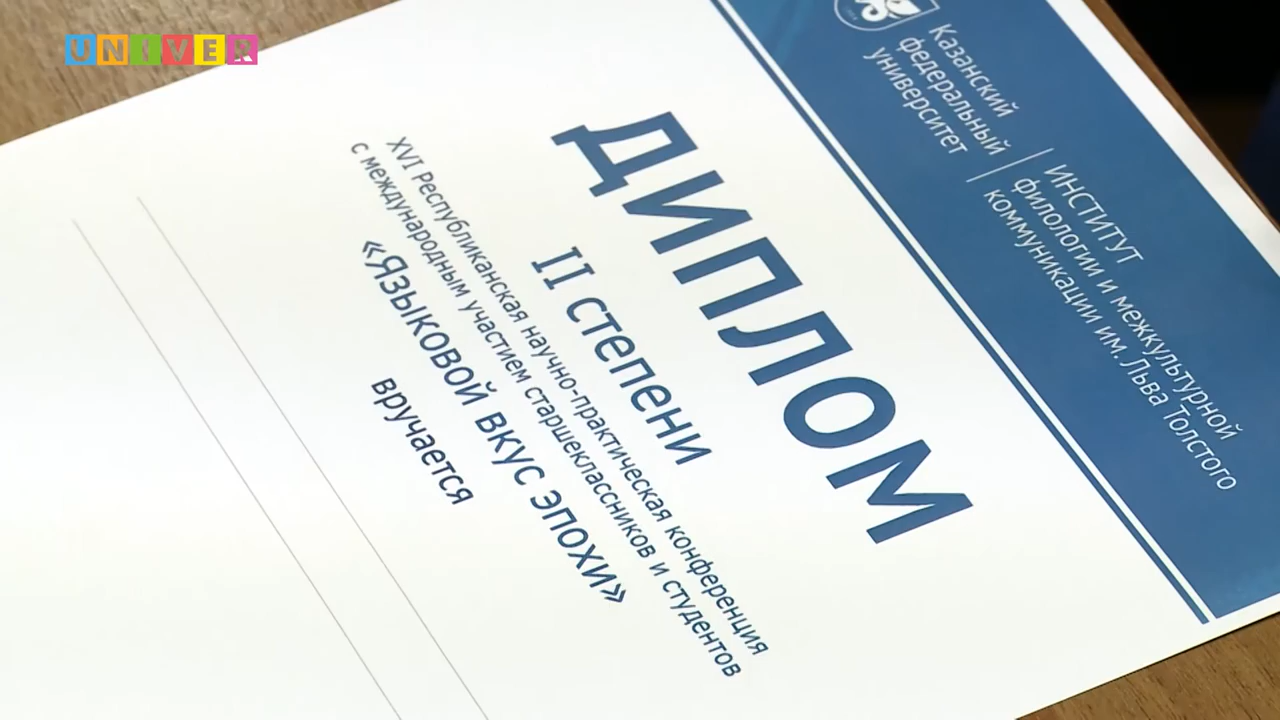 UNIVER
Казанский
федеральный
университет
ИНСТИТУТ
филологии и межкультурной
коммуникации им. Льва Толстого
ДИПЛОМ
II степени
XVI Республиканская научно-практическая конференция
с международным участием старшеклассников и студентов
«Языковой вкус эпохи»
вручается